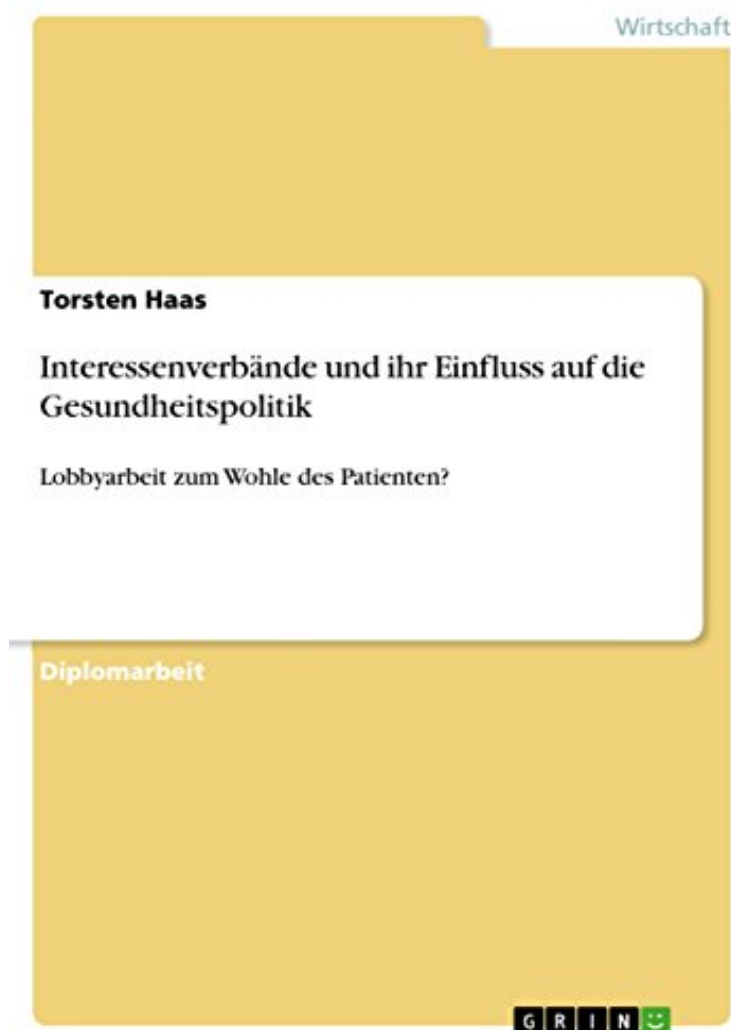 Wirtschaft
Torsten Haas
Interessenverbände und ihr Einfluss auf die
Gesundheitspolitik
Lobbyarbeit zum Wohle des Patienten?
Diplomarbeit
GRIN